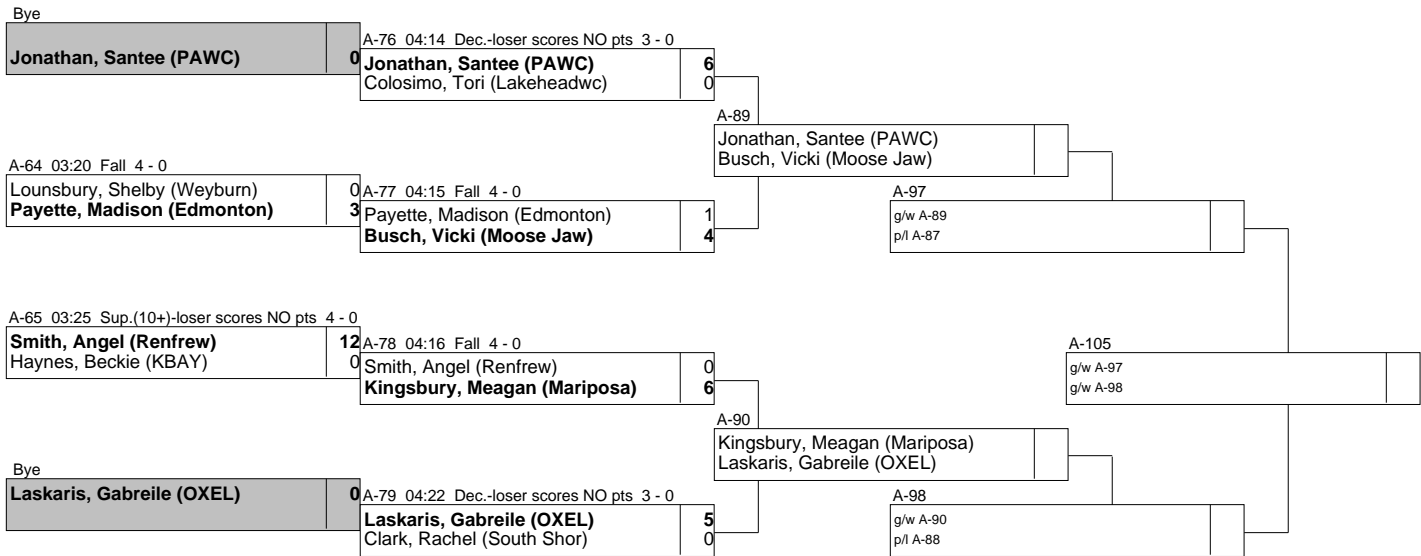 Bye
Jonathan, Santee (PAWC) 0
A-76 04:14 Dec.-loser scores NO pts 3 - 0
Jonathan, Santee (PAWC) 6
Colosimo, Tori (Lakeheadwc) 0
A-89
Jonathan, Santee (PAWC)
Busch, Vicki (Moose Jaw)
A-64 03:20 Fall 4 - 0
Lounsbury, Shelby (Weyburn) 0
Payette, Madison (Edmonton) 3
A-77 04:15 Fall 4 - 0
Payette, Madison (Edmonton) 1
Busch, Vicki (Moose Jaw) 4
A-97
g/w A-89
p/l A-87
A-65 03:25 Sup.(10+)-loser scores NO pts 4 - 0
Smith, Angel (Renfrew) 12
Haynes, Beckie (KBAY) 0
A-78 04:16 Fall 4 - 0
Smith, Angel (Renfrew) 0
Kingsbury, Meagan (Mariposa) 6
A-105
g/w A-97
g/w A-98
A-90
Kingsbury, Meagan (Mariposa)
Laskaris, Gabreile (OXEL)
Bye
Laskaris, Gabreile (OXEL) 0
A-79 04:22 Dec.-loser scores NO pts 3 - 0
Laskaris, Gabreile (OXEL) 5
Clark, Rachel (South Shor) 0
A-98
g/w A-90
p/l A-88